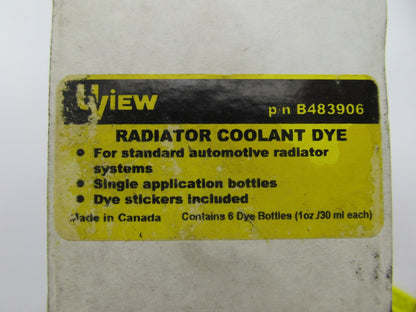 UView
p/n B483906
RADIATOR COOLANT DYE
• For standard automotive radiator
systems
• Single application bottles
• Dye stickers included
Made in Canada Contains 6 Dye Bottles (1oz./30 ml each)